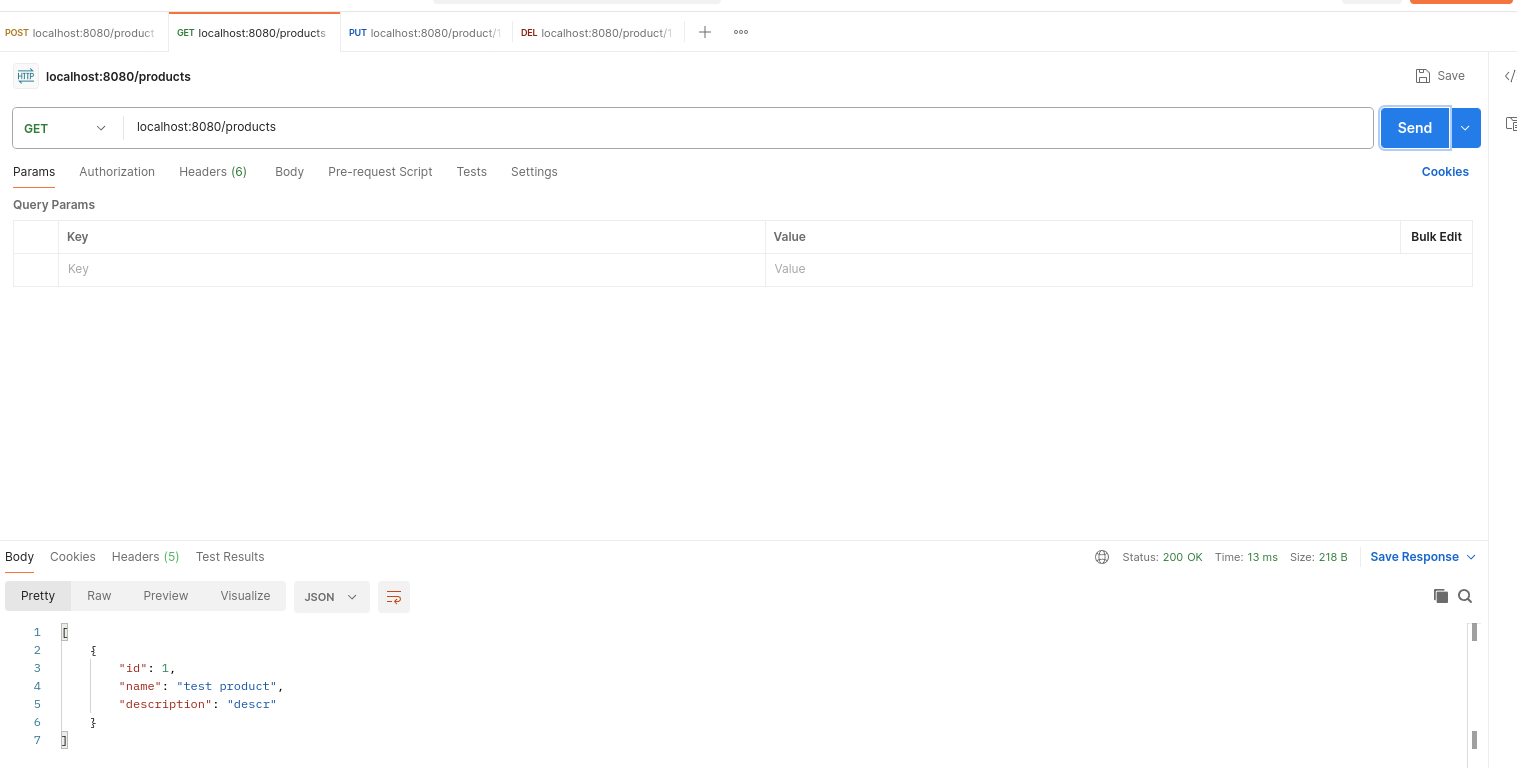 POST localhost:8080/product
GET localhost:8080/products
PUT localhost:8080/product/1
DEL localhost:8080/product/1
HTTP localhost:8080/products
Save
</>
GET localhost:8080/products
Send
Params Authorization Headers (6) Body Pre-request Script Tests Settings Cookies
Query Params
Key Value Bulk Edit
Key Value
Body Cookies Headers (5) Test Results Status: 200 OK Time: 13 ms Size: 218 B Save Response
Pretty Raw Preview Visualize JSON
1 [
2 {
3 "id": 1,
4 "name": "test product",
5 "description": "descr"
6 }
7 ]